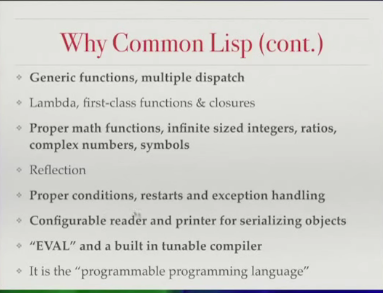 Why Common Lisp (cont.)
Generic functions, multiple dispatch
Lambda, first-class functions & closures
Proper math functions, infinite sized integers, ratios,
complex numbers, symbols
Reflection
Proper conditions, restarts and exception handling
Configurable reader and printer for serializing objects
“EVAL” and a built in tunable compiler
It is the “programmable programming language”